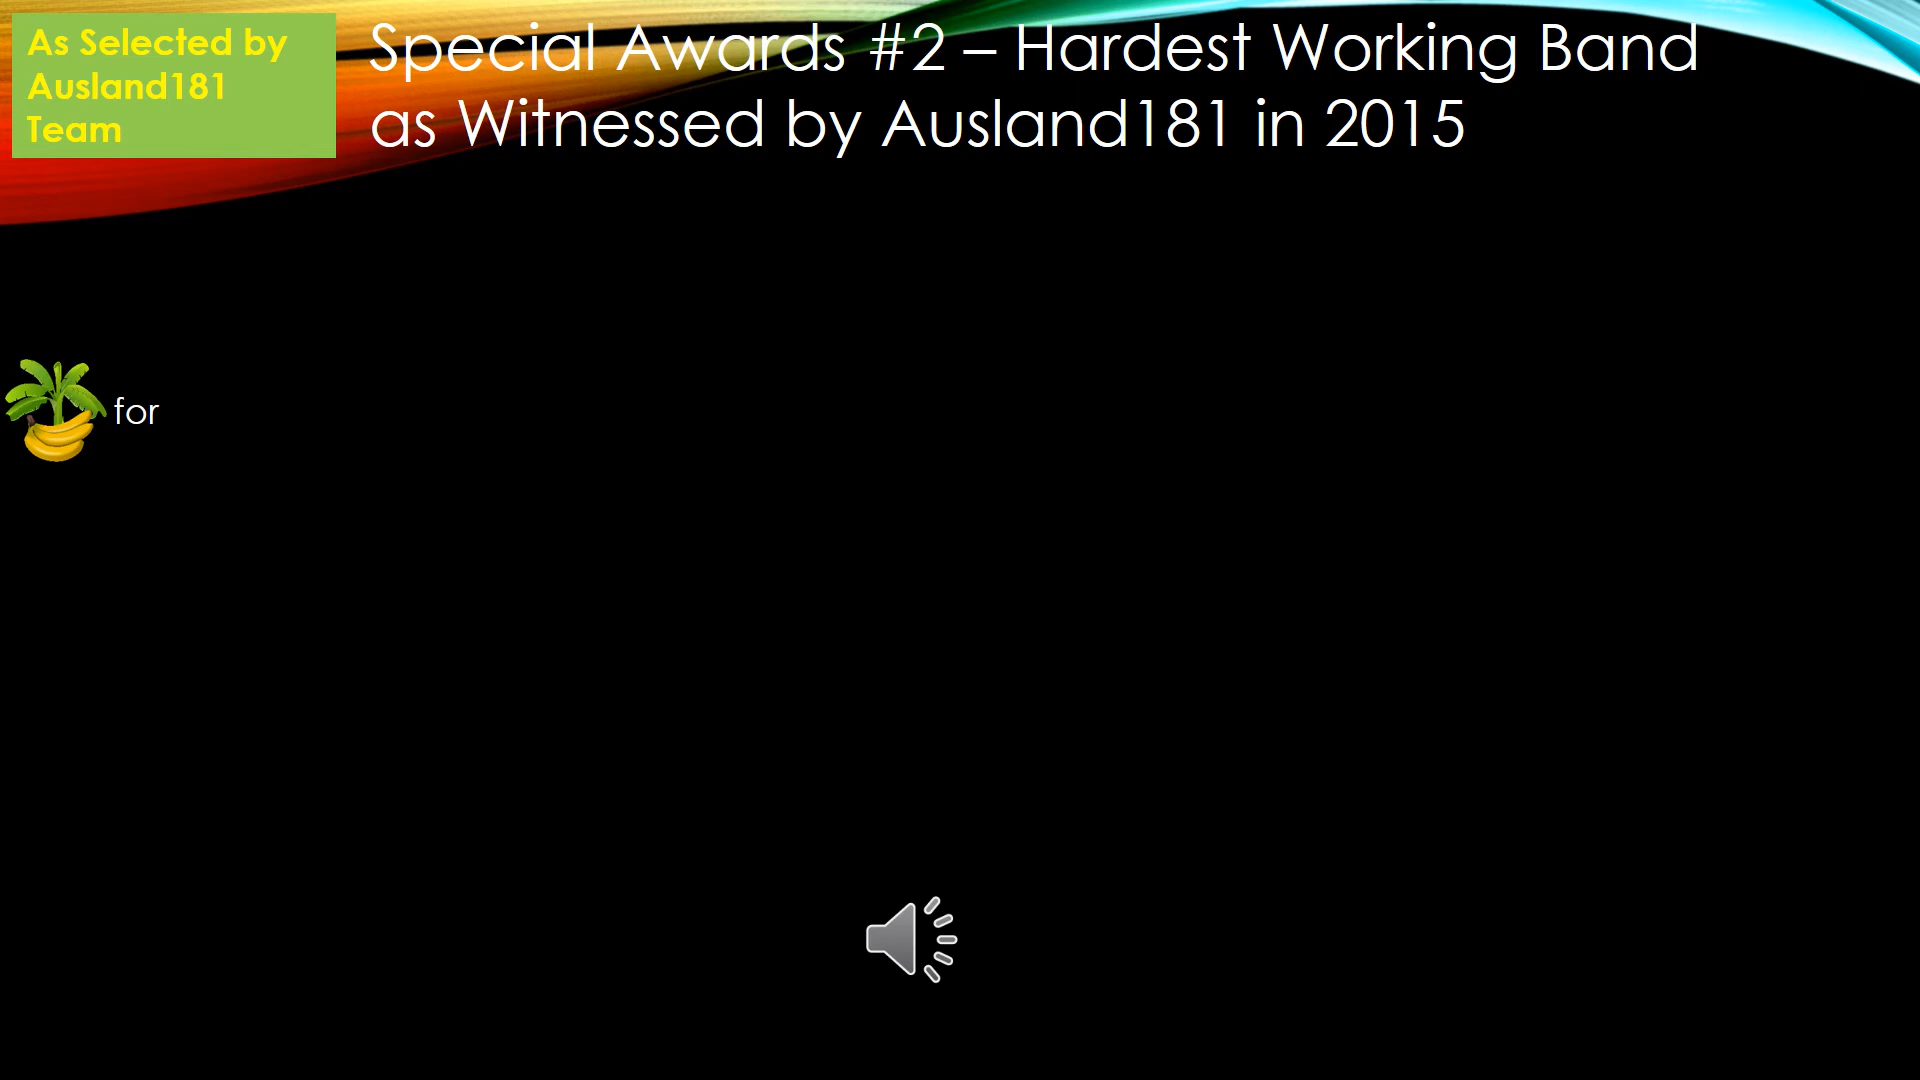 As Selected by
Ausland181
Team
Special Awards #2 – Hardest Working Band
as Witnessed by Ausland181 in 2015
for